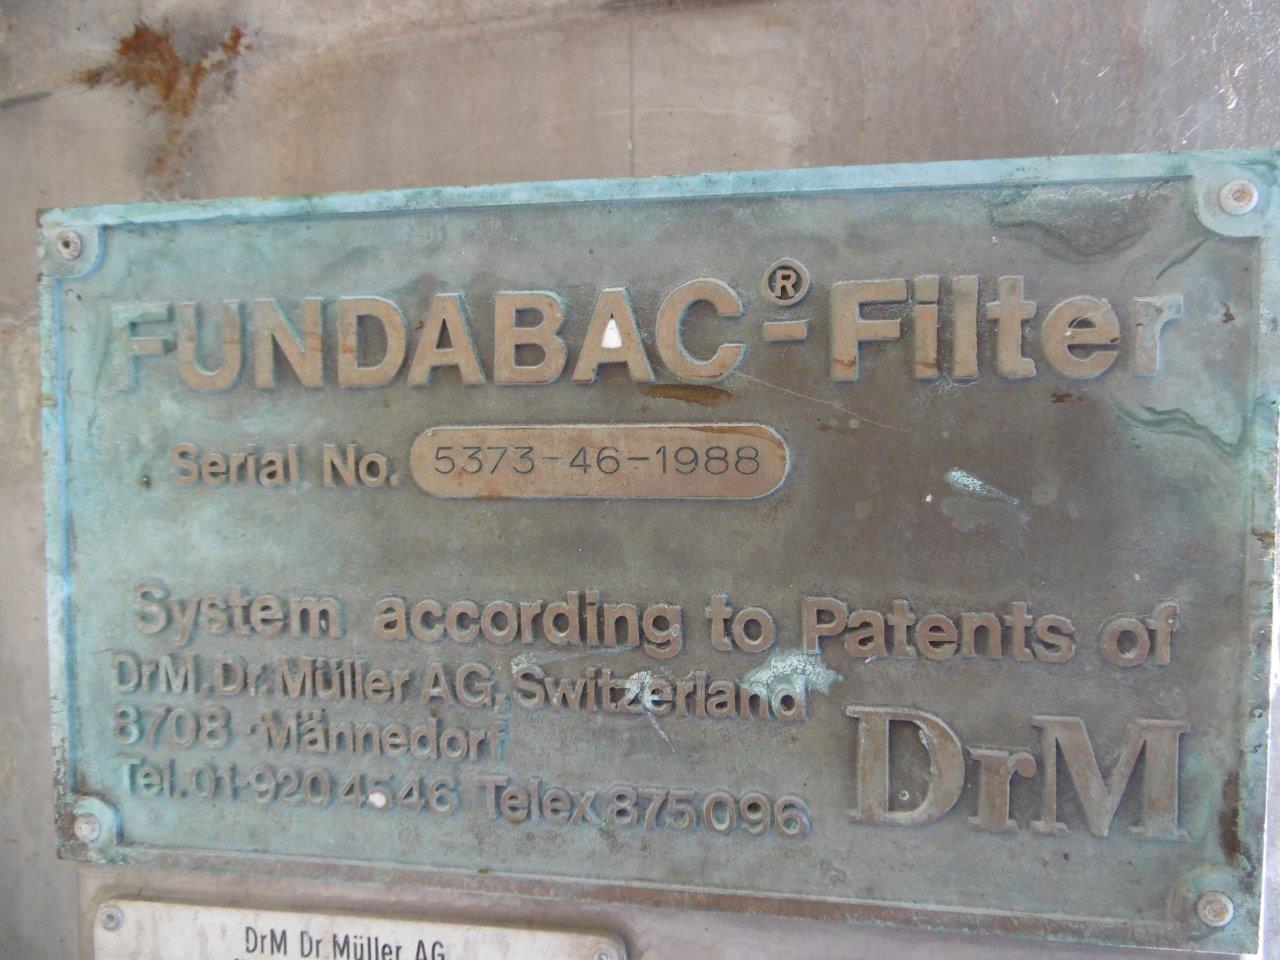 FUNDABAC®-Filter
Serial No. 5373-46-1988
System according to Patents of
DrM, Dr. Müller AG, Switzerland
8708 Männedorf
Tel. 01-920 45 46 Telex 875 096
DrM
DrM Dr. Müller AG